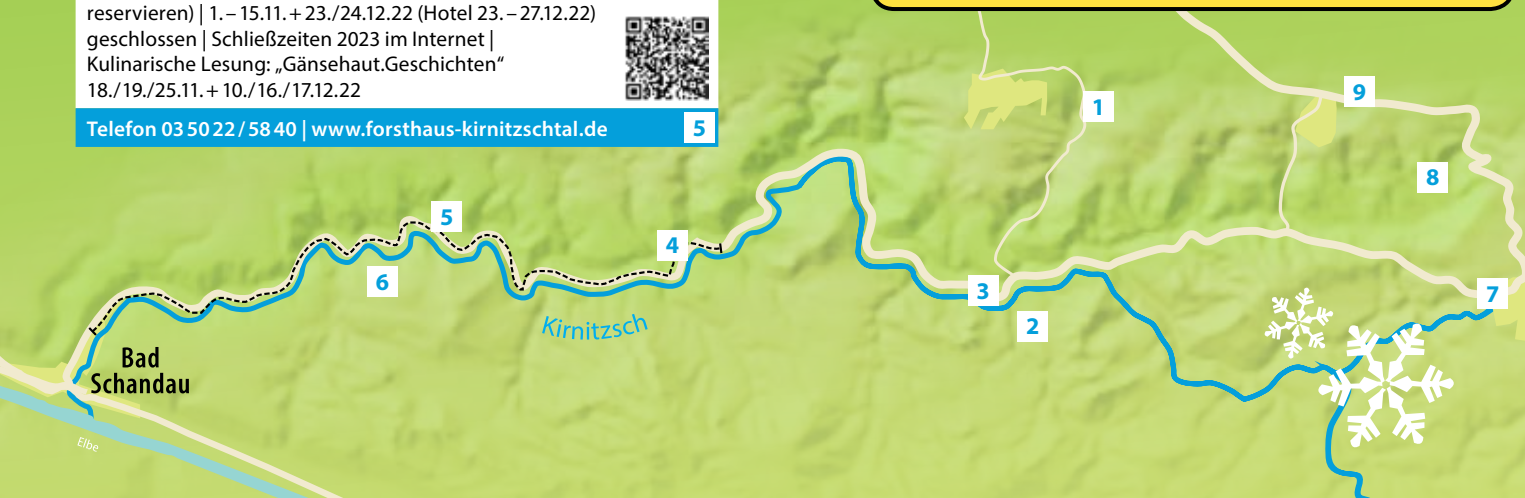 reservieren) | 1. – 15.11. + 23./24.12.22 (Hotel 23. – 27.12.22)
geschlossen | Schließzeiten 2023 im Internet |
Kulinarische Lesung: „Gänsehaut.Geschichten“
18./19./25.11. + 10./16./17.12.22
Telefon 03 50 22 / 58 40 | www.forsthaus-kirnitzschtal.de
5
1
9
8
5
4
6
3
7
2
Kirnitzsch
Bad
Schandau
Elbe